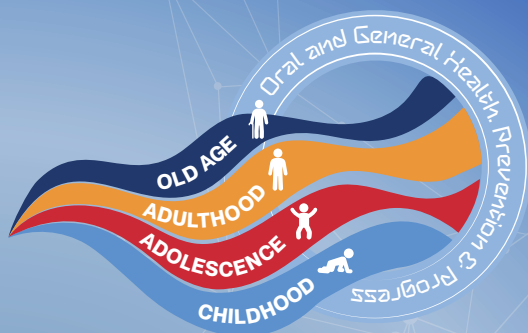 Oral and General Health. Prevention & Progress
OLD AGE
ADULTHOOD
ADOLESCENCE
CHILDHOOD